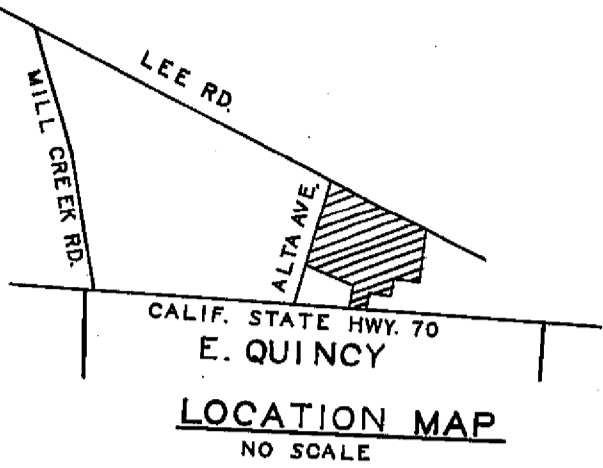 LEE RD.
MILL CREEK RD.
ALTA AVE.
CALIF. STATE HWY. 70
E. QUINCY
LOCATION MAP
NO SCALE